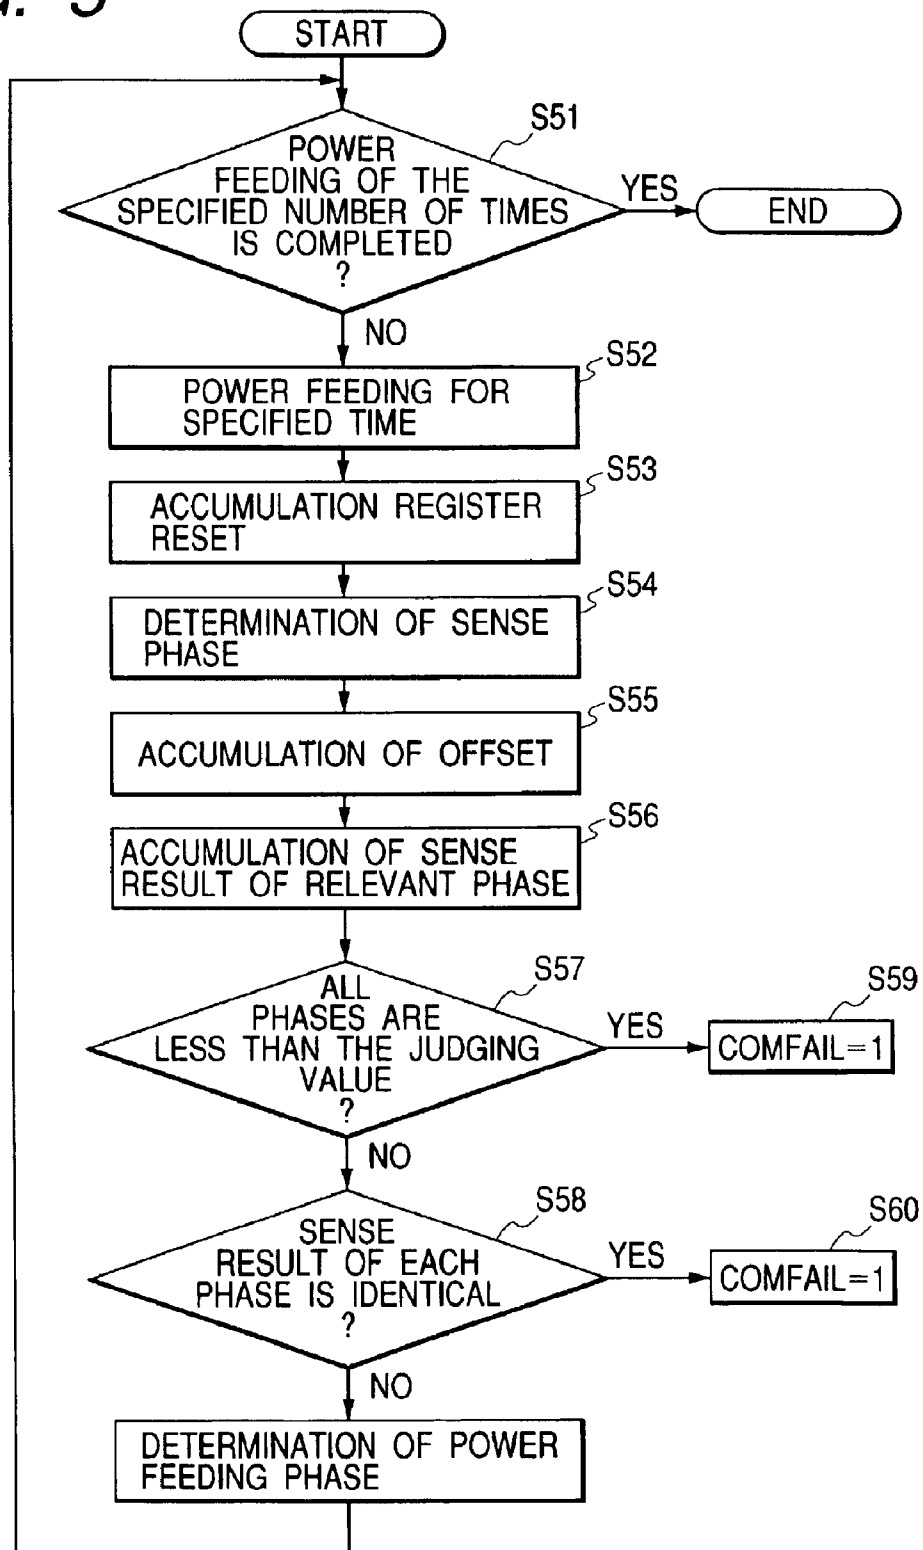 START
S51
POWER
FEEDING OF THE
SPECIFIED NUMBER OF TIMES
IS COMPLETED
?
YES
END
NO
S52
POWER FEEDING FOR
SPECIFIED TIME
S53
ACCUMULATION REGISTER
RESET
S54
DETERMINATION OF SENSE
PHASE
S55
ACCUMULATION OF OFFSET
S56
ACCUMULATION OF SENSE
RESULT OF RELEVANT PHASE
S57
ALL
PHASES ARE
LESS THAN THE JUDGING
VALUE
?
YES
S59
COMFAIL=1
NO
S58
SENSE
RESULT OF EACH
PHASE IS IDENTICAL
?
YES
S60
COMFAIL=1
NO
DETERMINATION OF POWER
FEEDING PHASE